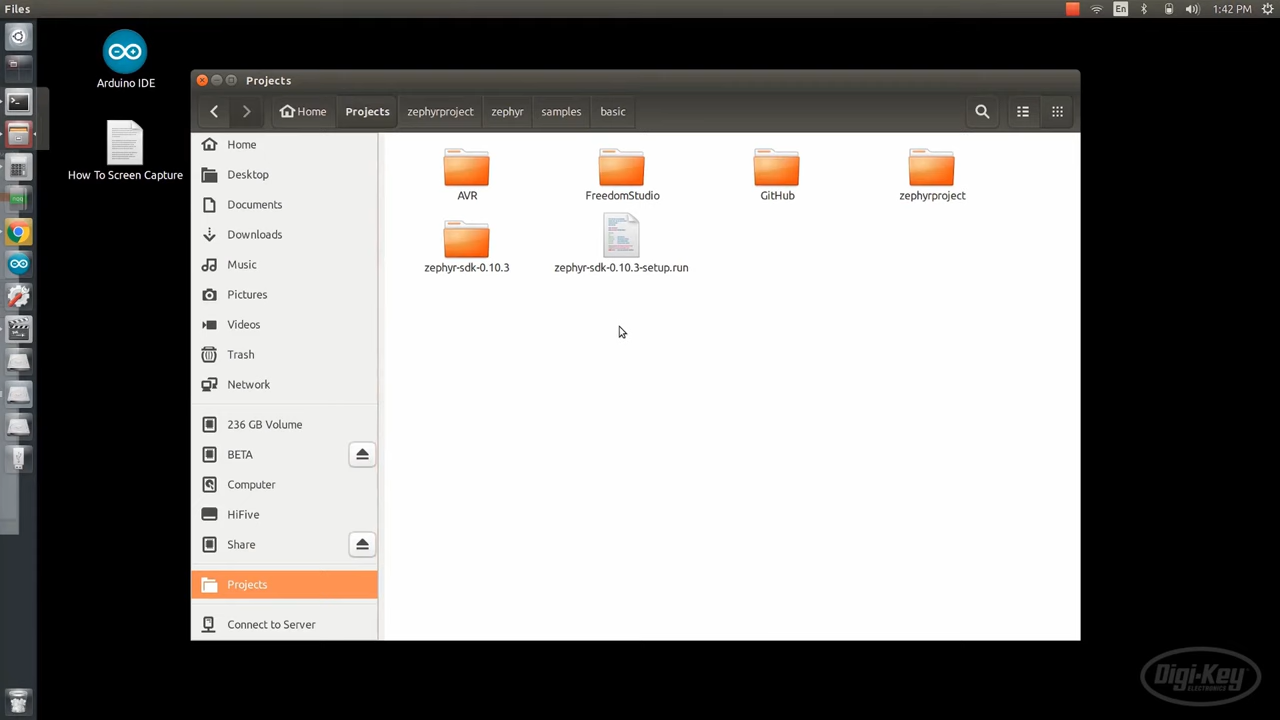 Files
En
1:42 PM
Arduino IDE
How To Screen Capture
Projects
Home
Projects
zephyrproject
zephyr
samples
basic
Home
Desktop
Documents
Downloads
Music
Pictures
Videos
Trash
Network
236 GB Volume
BETA
Computer
HiFive
Share
Projects
Connect to Server
AVR
FreedomStudio
GitHub
zephyrproject
zephyr-sdk-0.10.3
zephyr-sdk-0.10.3-setup.run
Digi-Key
ELECTRONICS